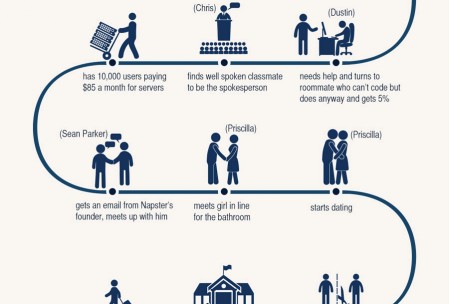 (Chris)
(Dustin)
has 10,000 users paying
$85 a month for servers
finds well spoken classmate
to be the spokesperson
needs help and turns to
roommate who can't code but
does anyway and gets 5%
(Sean Parker)
(Priscilla)
(Priscilla)
gets an email from Napster's
founder, meets up with him
meets girl in line
for the bathroom
starts dating